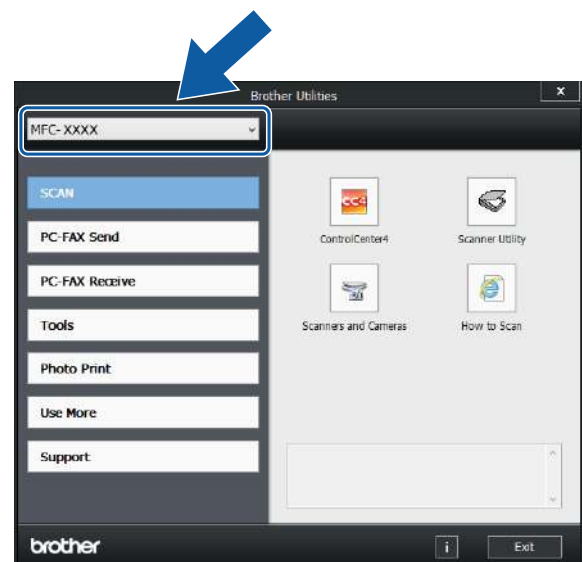 Brother Utilities
X
MFC- XXXX
SCAN
PC-FAX Send
PC-FAX Receive
Tools
Photo Print
Use More
Support
CC4
ControlCenter4
Scanner Utility
Scanners and Cameras
How to Scan
brother
i
Exit